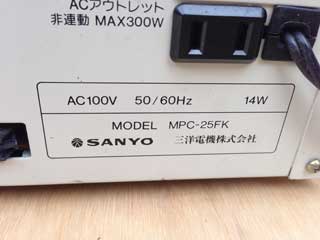 ACアウトレット
非連動 MAX300W
AC100V 50/60Hz 14W
MODEL MPC-25FK
SANYO 三洋電機株式会社